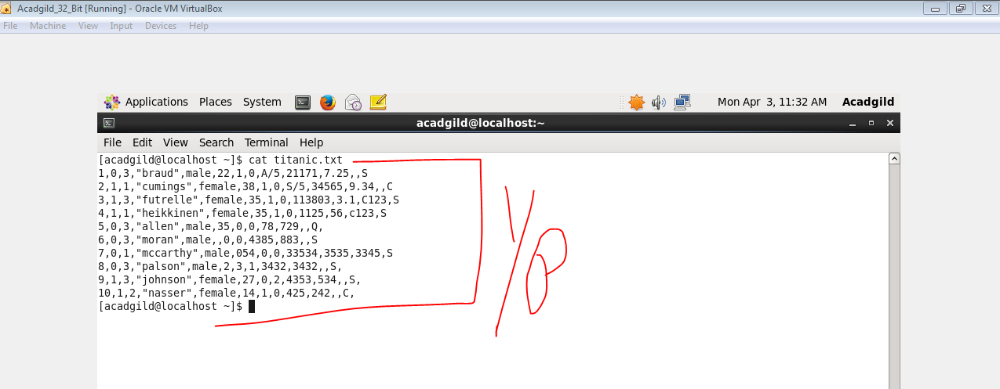 Acadgild_32_Bit [Running] - Oracle VM VirtualBox
File Machine View Input Devices Help
Applications Places System Mon Apr 3, 11:32 AM Acadgild
acadgild@localhost:~
File Edit View Search Terminal Help
[acadgild@localhost ~]$ cat titanic.txt
1,0,3,"braud",male,22,1,0,A/5,21171,7.25,,S
2,1,1,"cumings",female,38,1,0,S/5,34565,9.34,,C
3,1,3,"futrelle",female,35,1,0,113803,3.1,C123,S
4,1,1,"heikkinen",female,35,1,0,1125,56,c123,S
5,0,3,"allen",male,35,0,0,78,729,,Q,
6,0,3,"moran",male,,0,0,4385,883,,S
7,0,1,"mccarthy",male,054,0,0,33534,3535,3345,S
8,0,3,"palson",male,2,3,1,3432,3432,,S,
9,1,3,"johnson",female,27,0,2,4353,534,,S,
10,1,2,"nasser",female,14,1,0,425,242,,C,
[acadgild@localhost ~]$
I/P